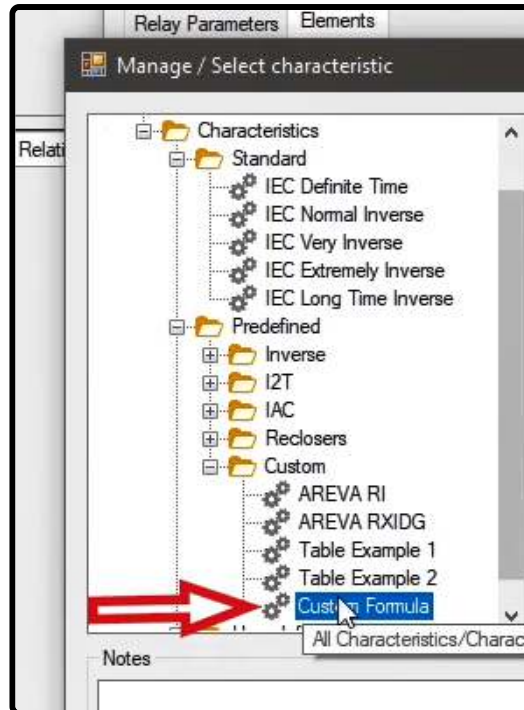 Relay Parameters Elements
Manage / Select characteristic
Characteristics
Relati
Standard
IEC Definite Time
IEC Normal Inverse
IEC Very Inverse
IEC Extremely Inverse
IEC Long Time Inverse
Predefined
Inverse
I2T
IAC
Reclosers
Custom
AREVA RI
AREVA RXIDG
Table Example 1
Table Example 2
Custom Formula
All Characteristics/Charac
Notes